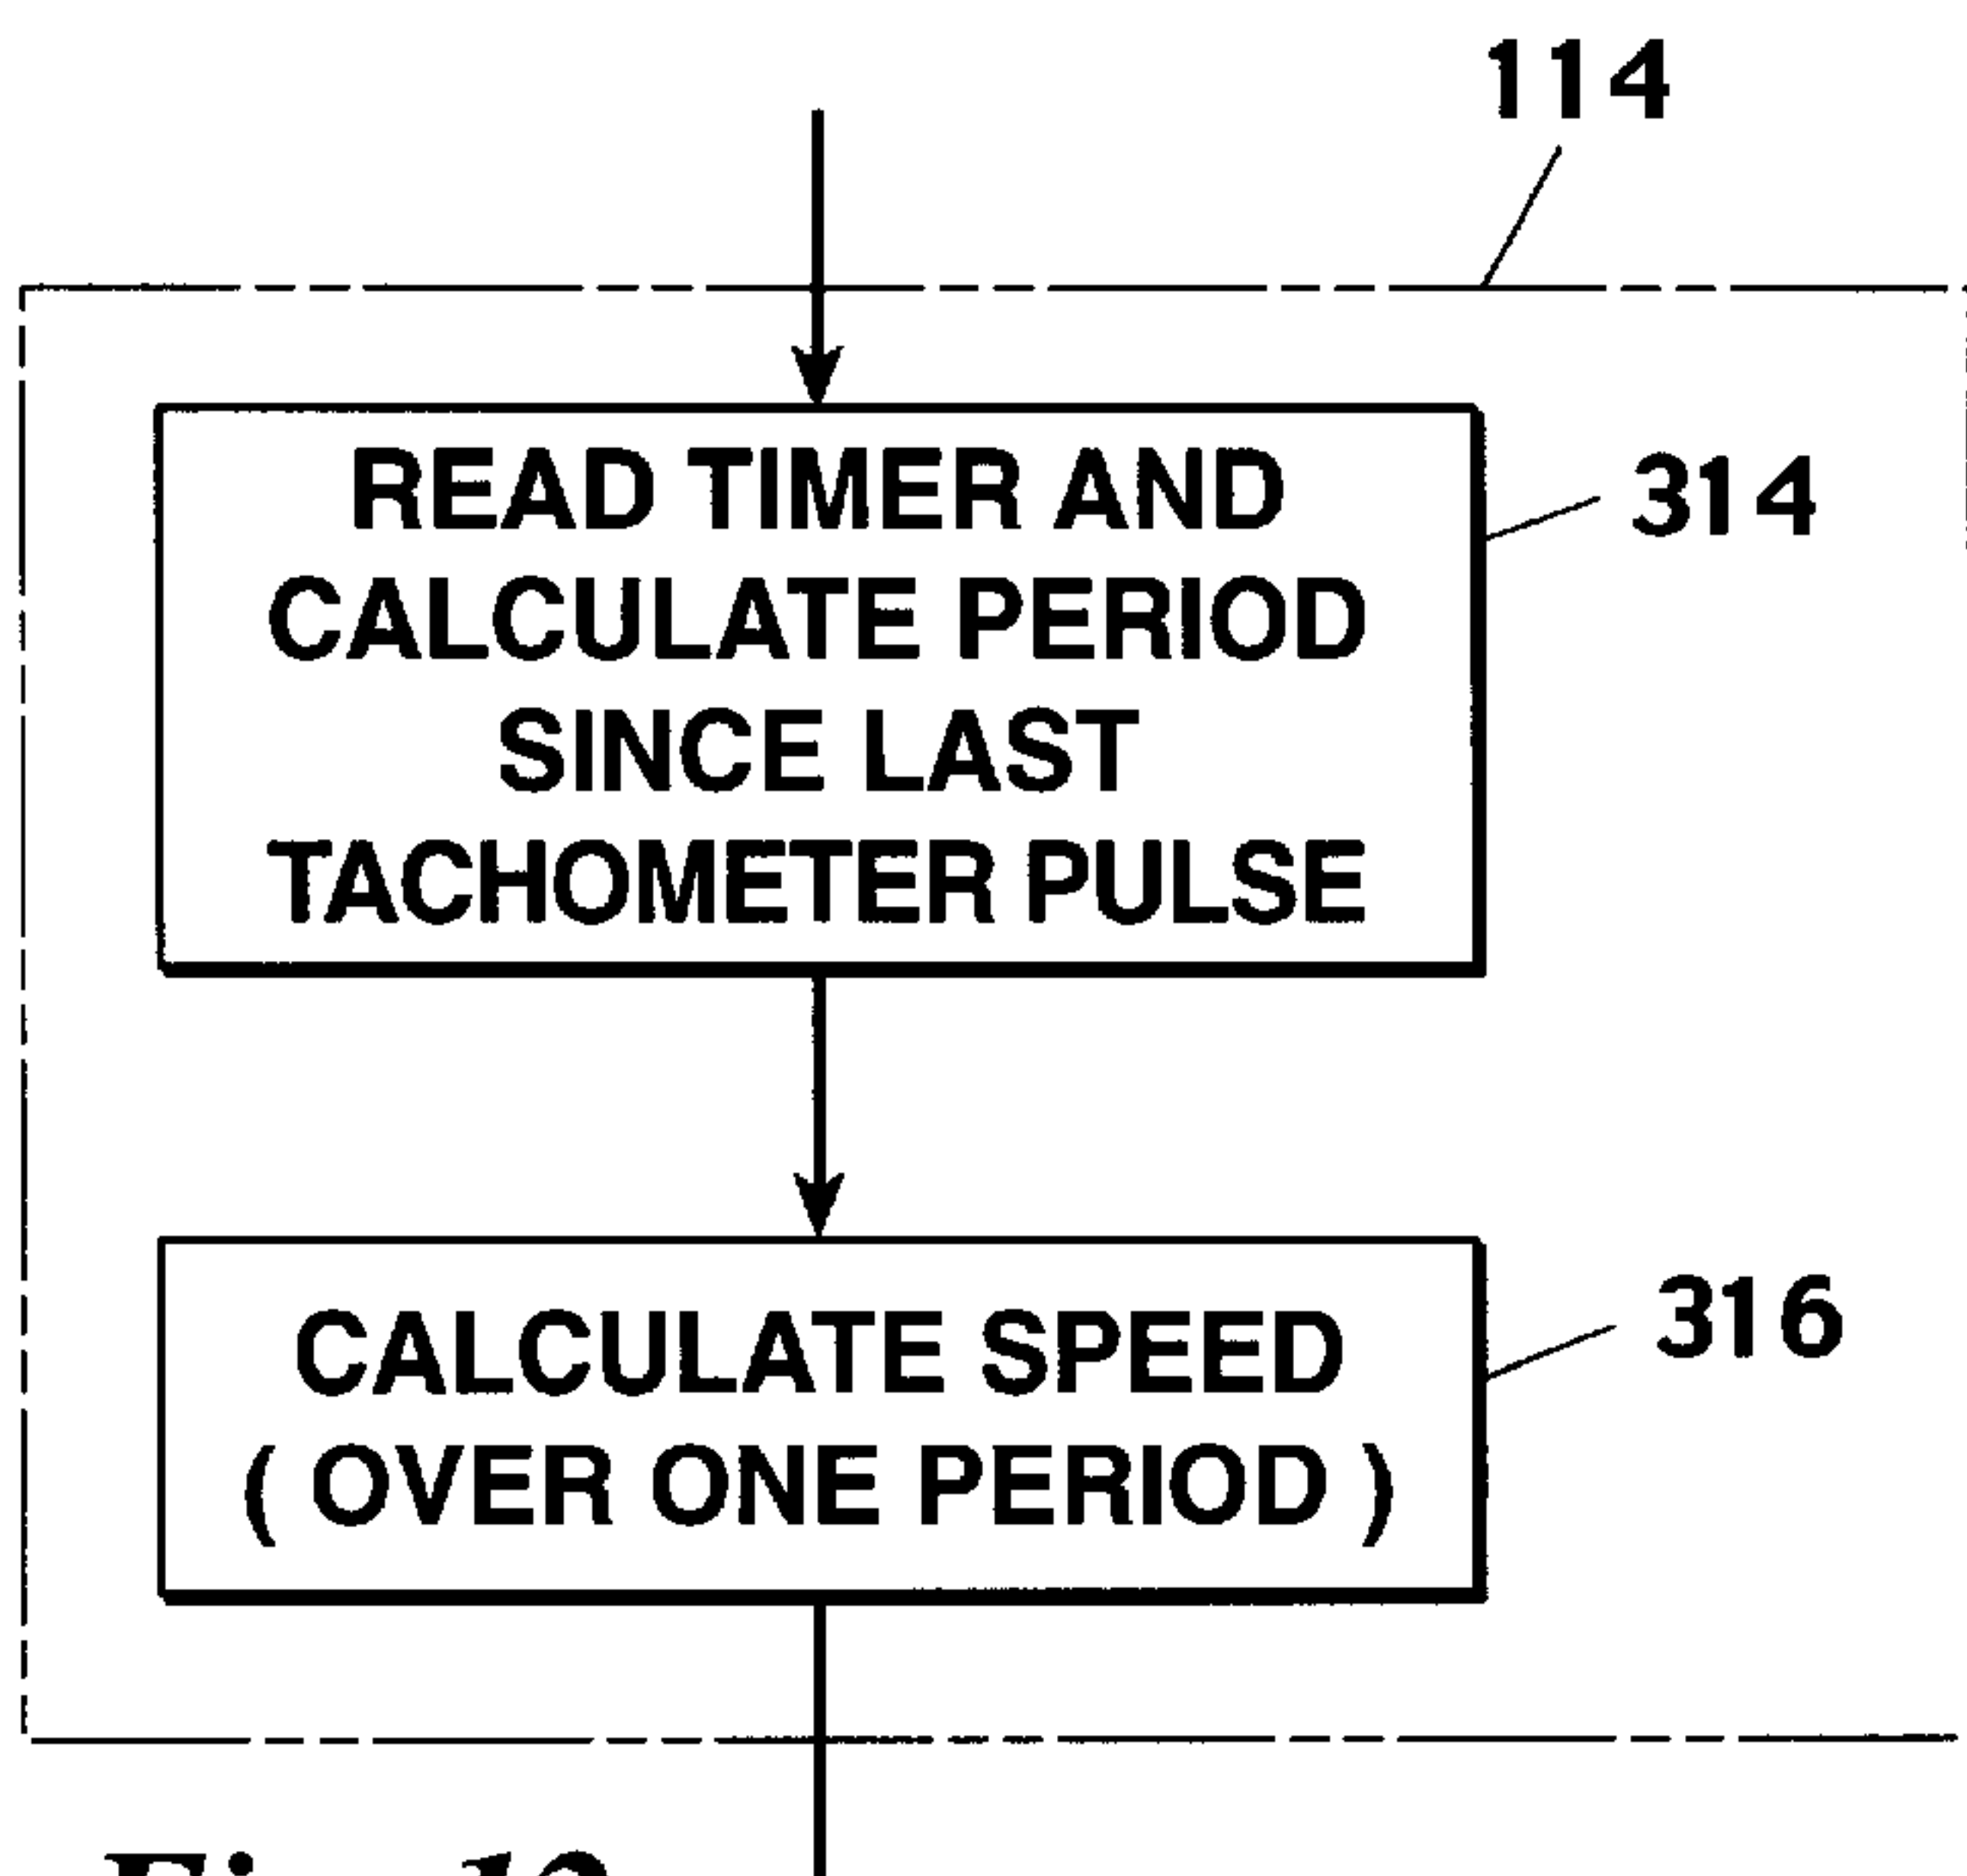 114
READ TIMER AND
CALCULATE PERIOD
SINCE LAST
TACHOMETER PULSE
314
CALCULATE SPEED
( OVER ONE PERIOD )
316